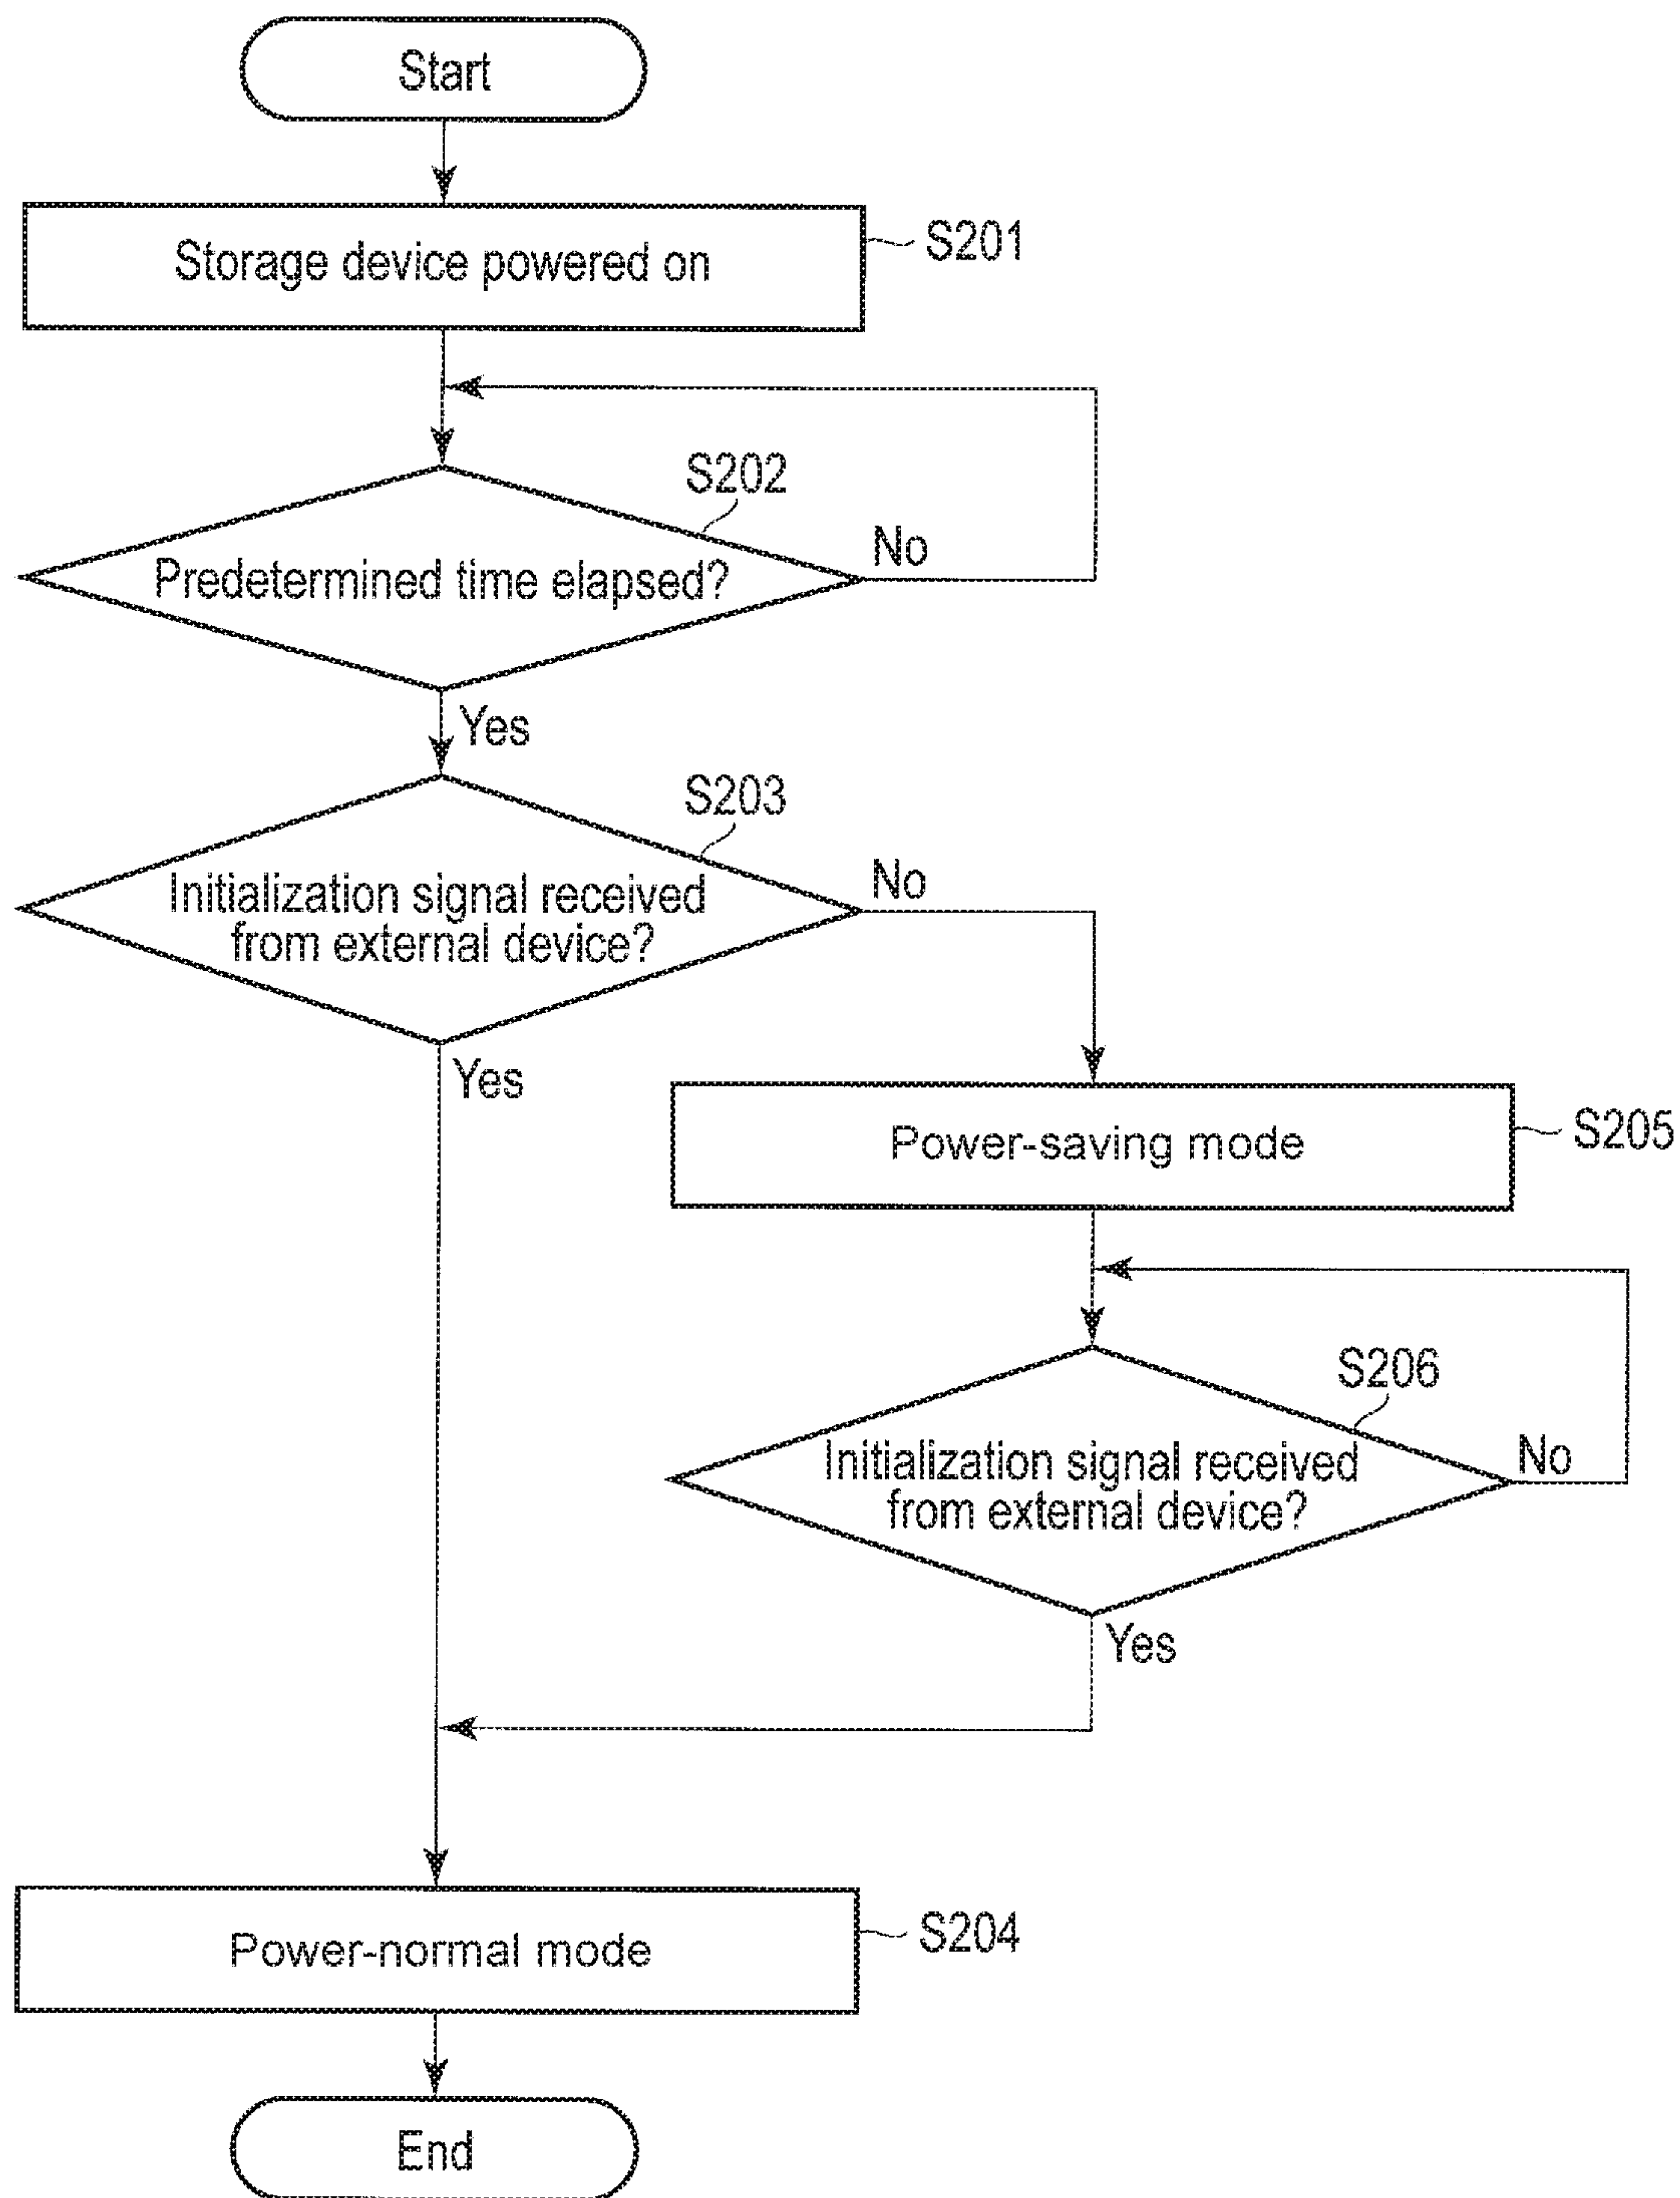 Start
Storage device powered on
S201
S202
Predetermined time elapsed?
No
Yes
S203
Initialization signal received
from external device?
No
Yes
Power-saving mode
S205
S206
Initialization signal received
from external device?
No
Yes
Power-normal mode
S204
End